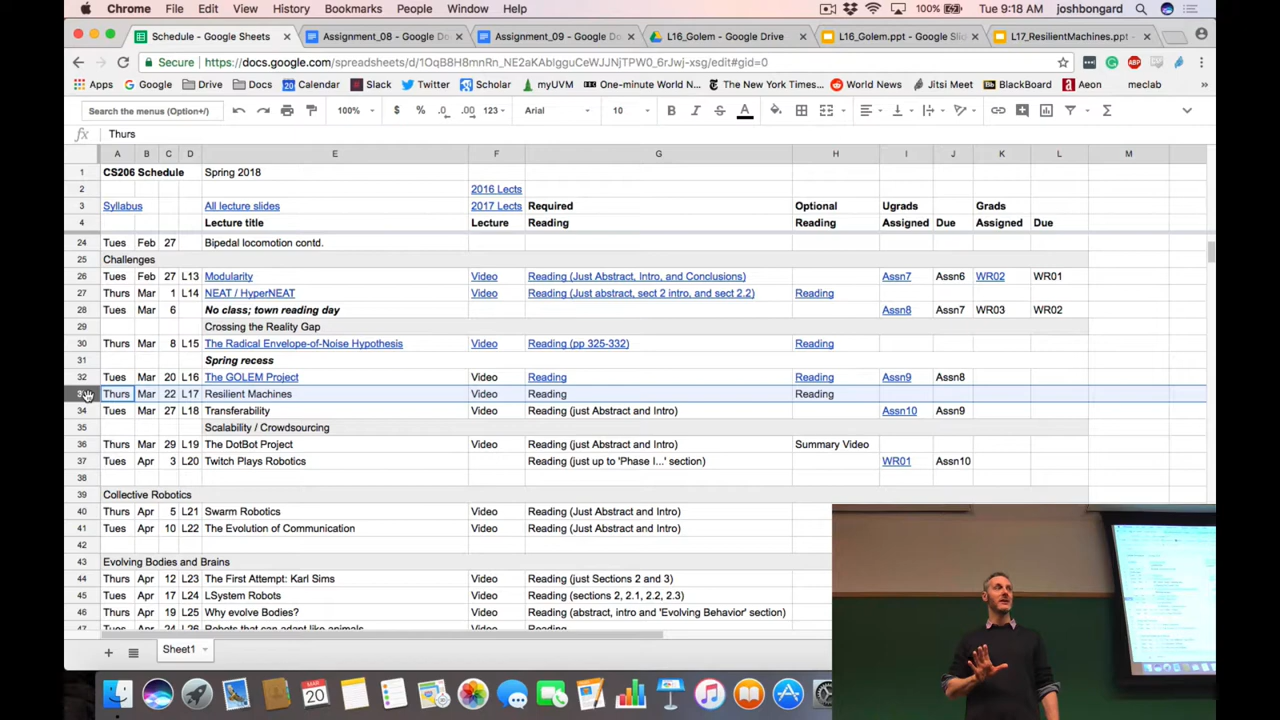 Chrome File Edit View History Bookmarks People Window Help 100% Tue 9:18 AM joshbongard
Schedule - Google Sheets Assignment_08 - Google Do Assignment_09 - Google Do L16_Golem - Google Drive L16_Golem.ppt - Google Slid L17_ResilientMachines.ppt -
Secure https://docs.google.com/spreadsheets/d/1OqB8H8mnRn_NE2aKAblgguCeWJJNjTPW0_6rJwj-xsg/edit#gid=0
Apps Google Drive Docs Calendar Slack myUVM One-minute World N... Twitter Scholar The New York Times... World News Jitsi Meet BlackBoard Aeon meclab
Search the menus (Option+/) 100% $ % .0 .00 123 Arial 10 B I S A
fx Thurs
A B C D E F G H I J K L M
1 CS206 Schedule Spring 2018
2 2016 Lects
3 Syllabus All lecture slides 2017 Lects Required Optional Ugrads Grads
4 Lecture title Lecture Reading Reading Assigned Due Assigned Due
24 Tues Feb 27 Bipedal locomotion contd.
25 Challenges
26 Tues Feb 27 L13 Modularity Video Reading (Just Abstract, Intro, and Conclusions) Assn7 Assn6 WR02 WR01
27 Thurs Mar 1 L14 NEAT / HyperNEAT Video Reading (Just abstract, sect 2 intro, and sect 2.2) Reading
28 Tues Mar 6 No class; town reading day Assn8 Assn7 WR03 WR02
29 Crossing the Reality Gap
30 Thurs Mar 8 L15 The Radical Envelope-of-Noise Hypothesis Video Reading (pp 325-332) Reading
31 Spring recess
32 Tues Mar 20 L16 The GOLEM Project Video Reading Reading Assn9 Assn8
Thurs Mar 22 L17 Resilient Machines Video Reading Reading
34 Tues Mar 27 L18 Transferability Video Reading (just Abstract and Intro) Assn10 Assn9
35 Scalability / Crowdsourcing
36 Thurs Mar 29 L19 The DotBot Project Video Reading (just Abstract and Intro) Summary Video
37 Tues Apr 3 L20 Twitch Plays Robotics Reading (just up to 'Phase I...' section) WR01 Assn10
38
39 Collective Robotics
40 Thurs Apr 5 L21 Swarm Robotics Video Reading (Just Abstract and Intro)
41 Tues Apr 10 L22 The Evolution of Communication Video Reading (Just Abstract and Intro)
42
43 Evolving Bodies and Brains
44 Thurs Apr 12 L23 The First Attempt: Karl Sims Video Reading (just Sections 2 and 3)
45 Tues Apr 17 L24 LSystem Robots Video Reading (sections 2, 2.1, 2.2, 2.3)
46 Thurs Apr 19 L25 Why evolve Bodies? Video Reading (abstract, intro and 'Evolving Behavior' section)
47 Tues Apr 24 L26 Robots that can adapt like animals Video Reading
Sheet1
MAR
20